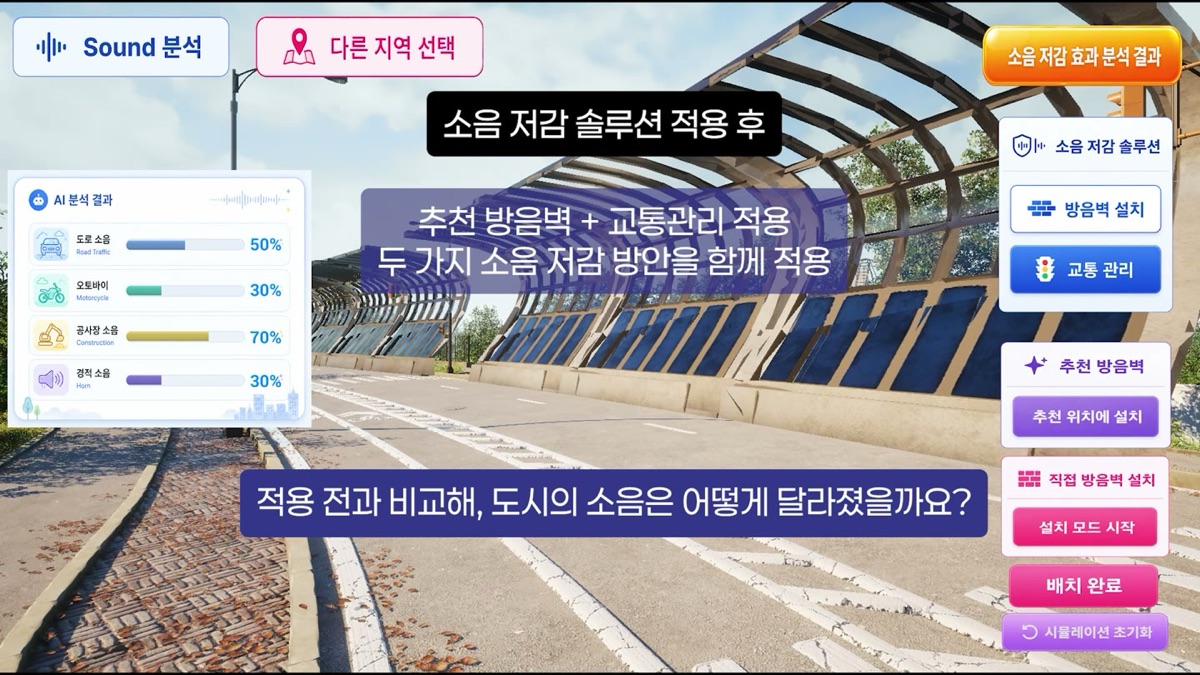 Sound 분석
다른 지역 선택
소음 저감 효과 분석 결과
소음 저감 솔루션 적용 후
소음 저감 솔루션
방음벽 설치
교통 관리
AI 분석 결과
도로 소음
Road Traffic
50%
오토바이
Motorcycle
30%
공사장 소음
Construction
70%
경적 소음
Horn
30%
추천 방음벽 + 교통관리 적용
두 가지 소음 저감 방안을 함께 적용
추천 방음벽
추천 위치에 설치
직접 방음벽 설치
설치 모드 시작
적용 전과 비교해, 도시의 소음은 어떻게 달라졌을까요?
배치 완료
시뮬레이션 초기화